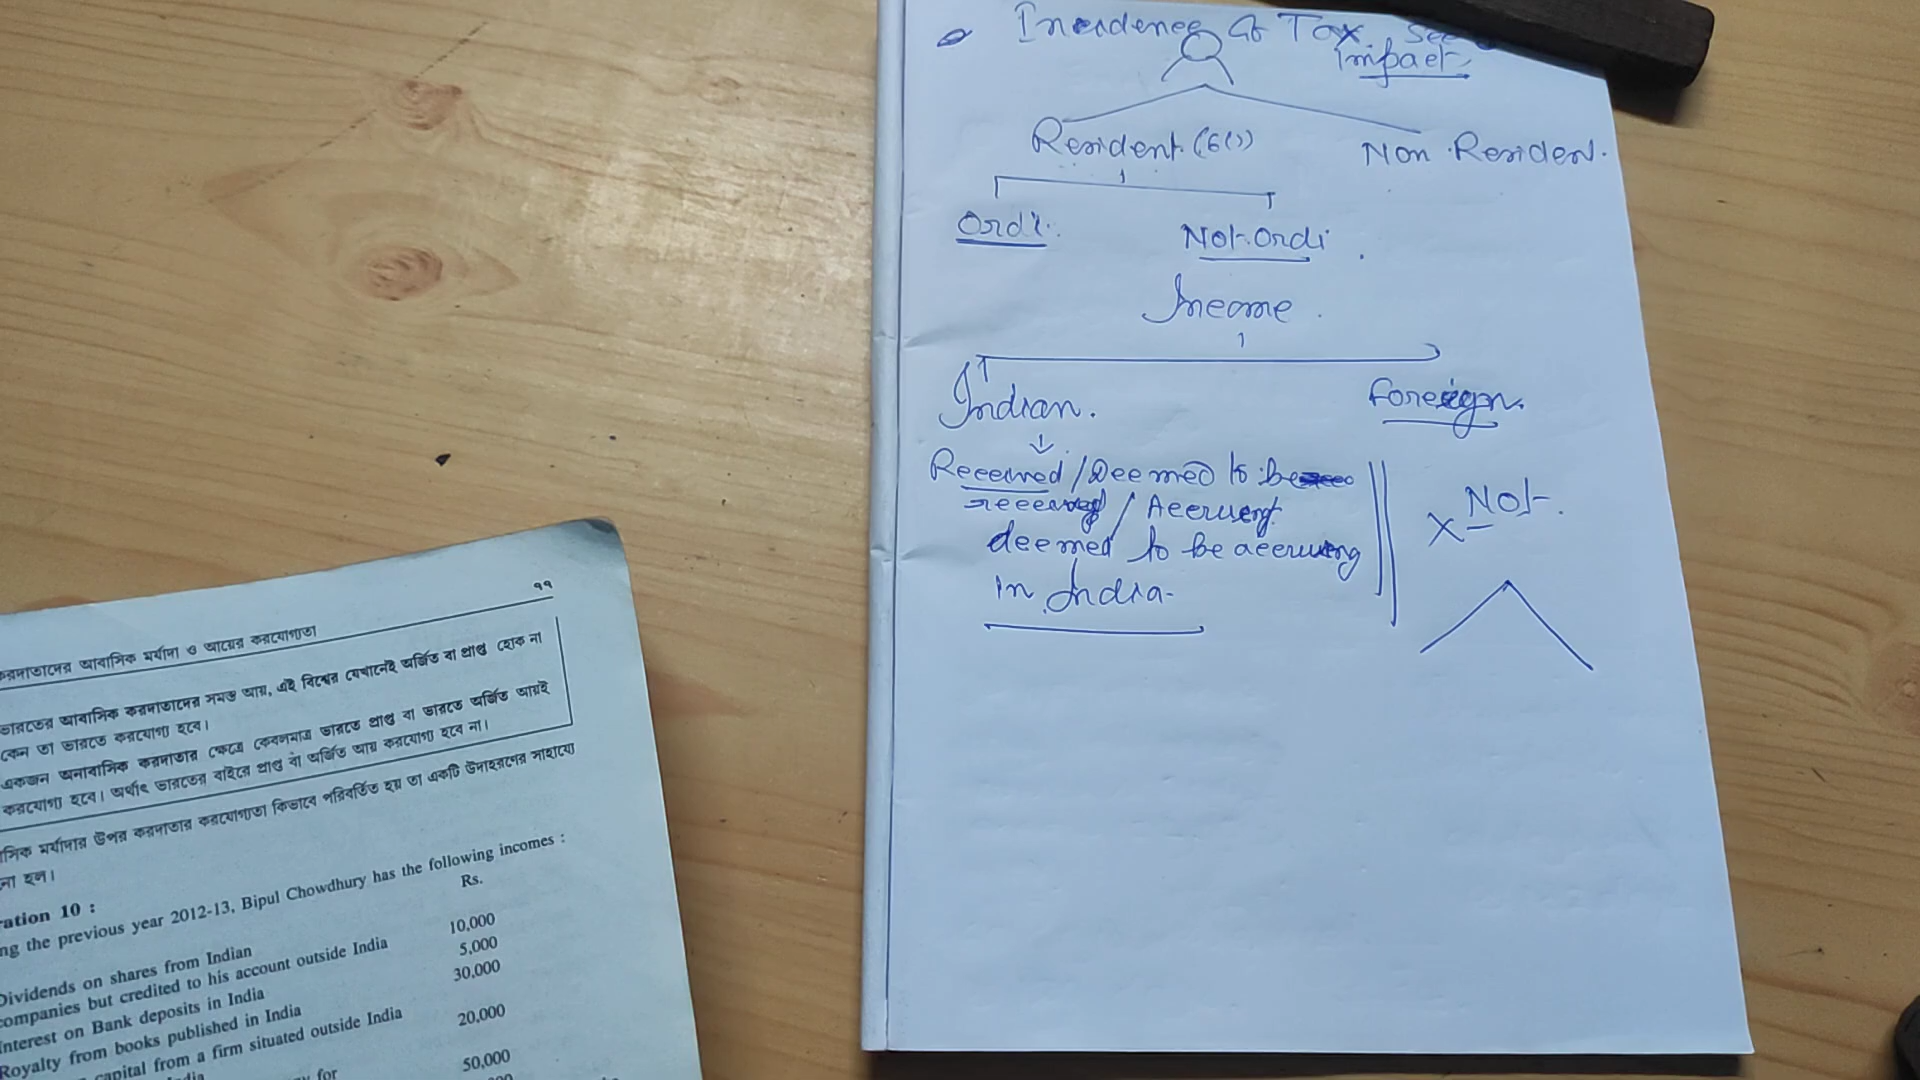 Incidence of Tax
Impact
Resident (6(1))
Non Residen.
Ordi.
Not-Ordi
Income
Indian.
Foreign.
Received / Deemed to be
received / Accruing
deemed to be accruing
in India
x Not
১৭
করদাতাদের আবাসিক মর্যাদা ও আয়ের করযোগ্যতা
ভারতের আবাসিক করদাতাদের সমস্ত আয়, এই বিশ্বের যেখানেই অর্জিত বা প্রাপ্ত হোক না
কেন তা ভারতে করযোগ্য হবে।
একজন অনাবাসিক করদাতার ক্ষেত্রে কেবলমাত্র ভারতে প্রাপ্ত বা ভারতে অর্জিত আয়ই
করযোগ্য হবে। অর্থাৎ ভারতের বাইরে প্রাপ্ত বা অর্জিত আয় করযোগ্য হবে না।
মর্যাদার উপর করদাতার করযোগ্যতা কিভাবে পরিবর্তিত হয় তা একটি উদাহরণের সাহায্যে
হল।
ration 10 :
ng the previous year 2012-13, Bipul Chowdhury has the following incomes :
Rs.
Dividends on shares from Indian
companies but credited to his account outside India 10,000
Interest on Bank deposits in India 5,000
Royalty from books published in India 30,000
capital from a firm situated outside India 20,000
for 50,000